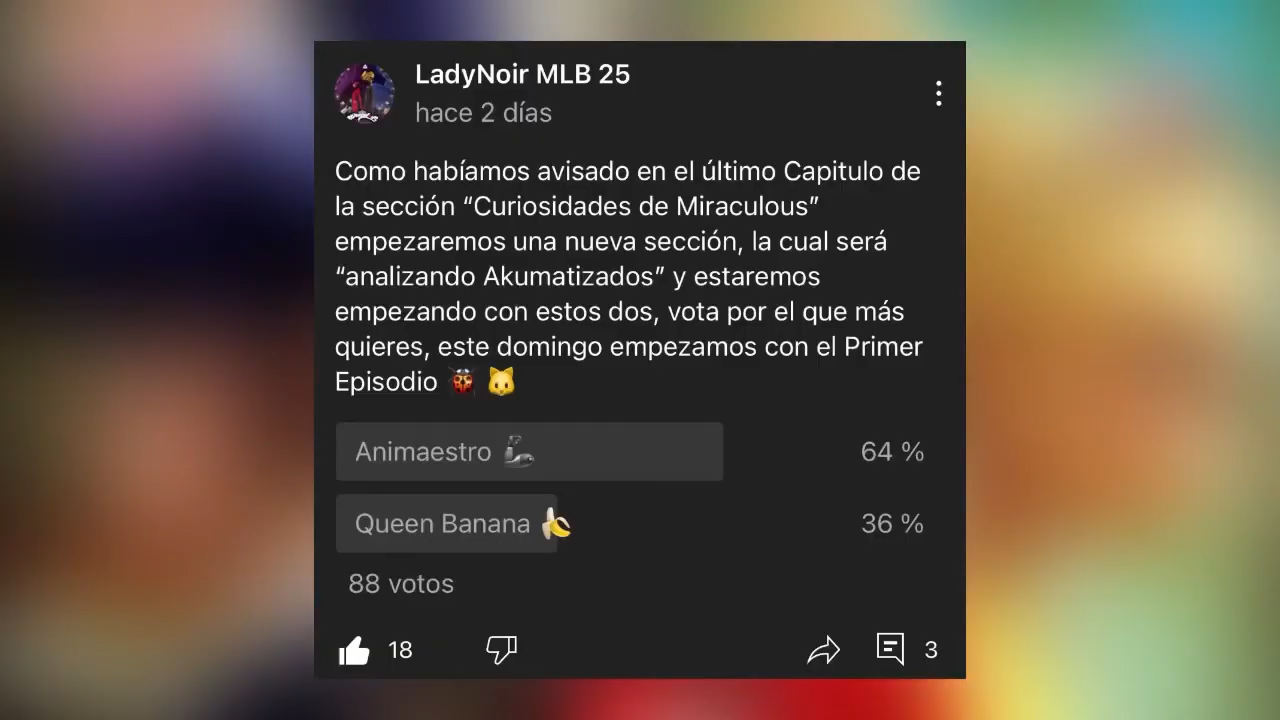 LadyNoir MLB 25
hace 2 días
Como habíamos avisado en el último Capitulo de
la sección “Curiosidades de Miraculous”
empezaremos una nueva sección, la cual será
“analizando Akumatizados” y estaremos
empezando con estos dos, vota por el que más
quieres, este domingo empezamos con el Primer
Episodio 🐞 🐱
Animaestro 🦾 64 %
Queen Banana 🍌 36 %
88 votos
18 3